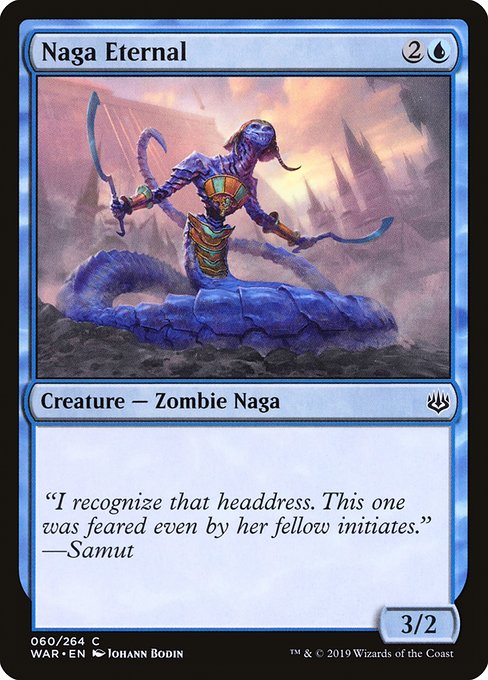 Naga Eternal 2
Creature — Zombie Naga
“I recognize that headdress. This one
was feared even by her fellow initiates.”
—Samut
3/2
060/264 C
WAR • EN Johann Bodin
™ & © 2019 Wizards of the Coast